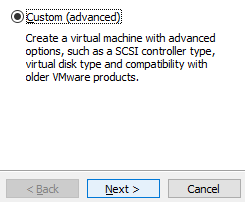 Custom (advanced)
Create a virtual machine with advanced
options, such as a SCSI controller type,
virtual disk type and compatibility with
older VMware products.
< Back
Next >
Cancel